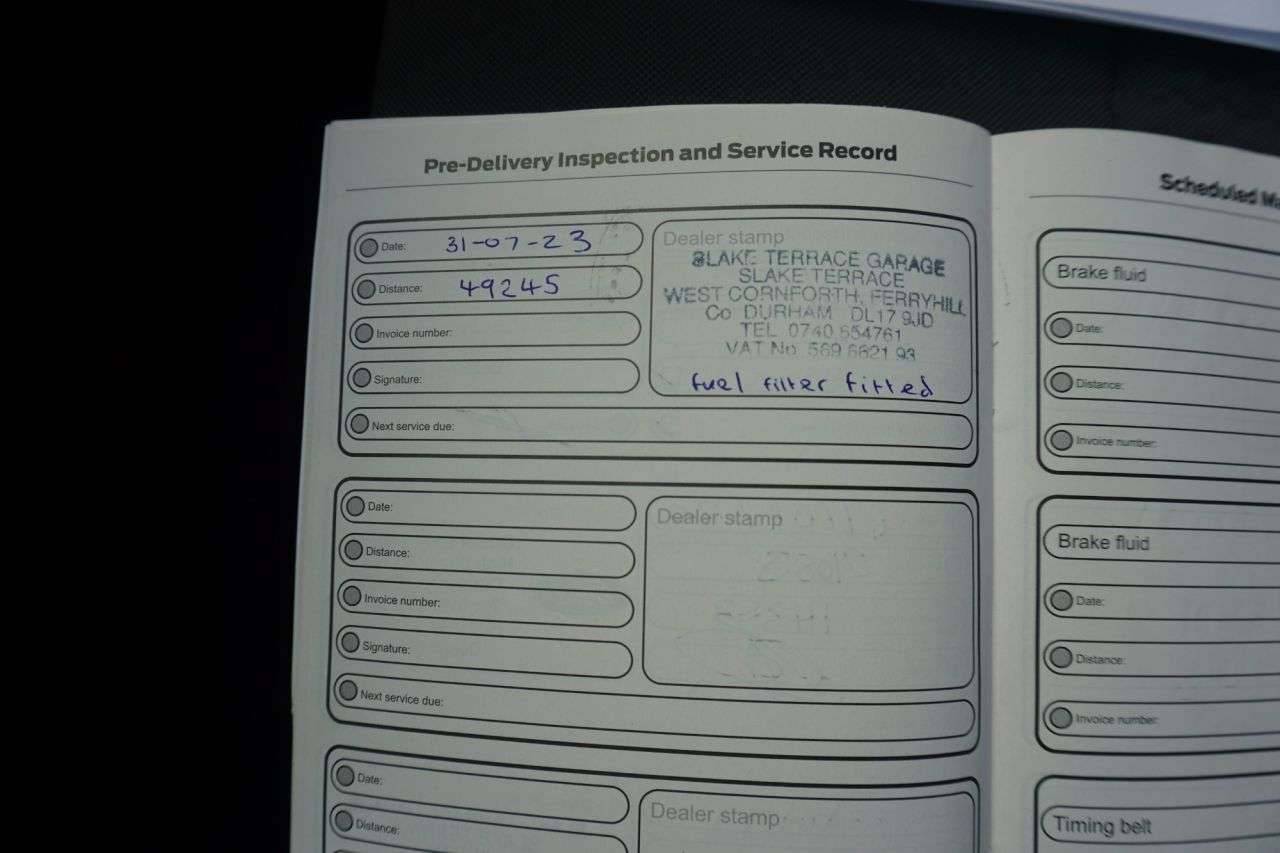 Pre-Delivery Inspection and Service Record
Date: 31-07-23
Distance: 49245
Invoice number:
Signature:
Next service due:
Dealer stamp
SLAKE TERRACE GARAGE
SLAKE TERRACE
WEST CORNFORTH, FERRYHILL
Co DURHAM DL17 9JD
TEL 0740 654761
VAT No 569 6621 93
fuel filter fitted
Date:
Distance:
Invoice number:
Signature:
Next service due:
Dealer stamp
Date:
Distance:
Dealer stamp
Scheduled
Brake fluid
Date:
Distance:
Invoice number:
Brake fluid
Date:
Distance:
Invoice number:
Timing belt